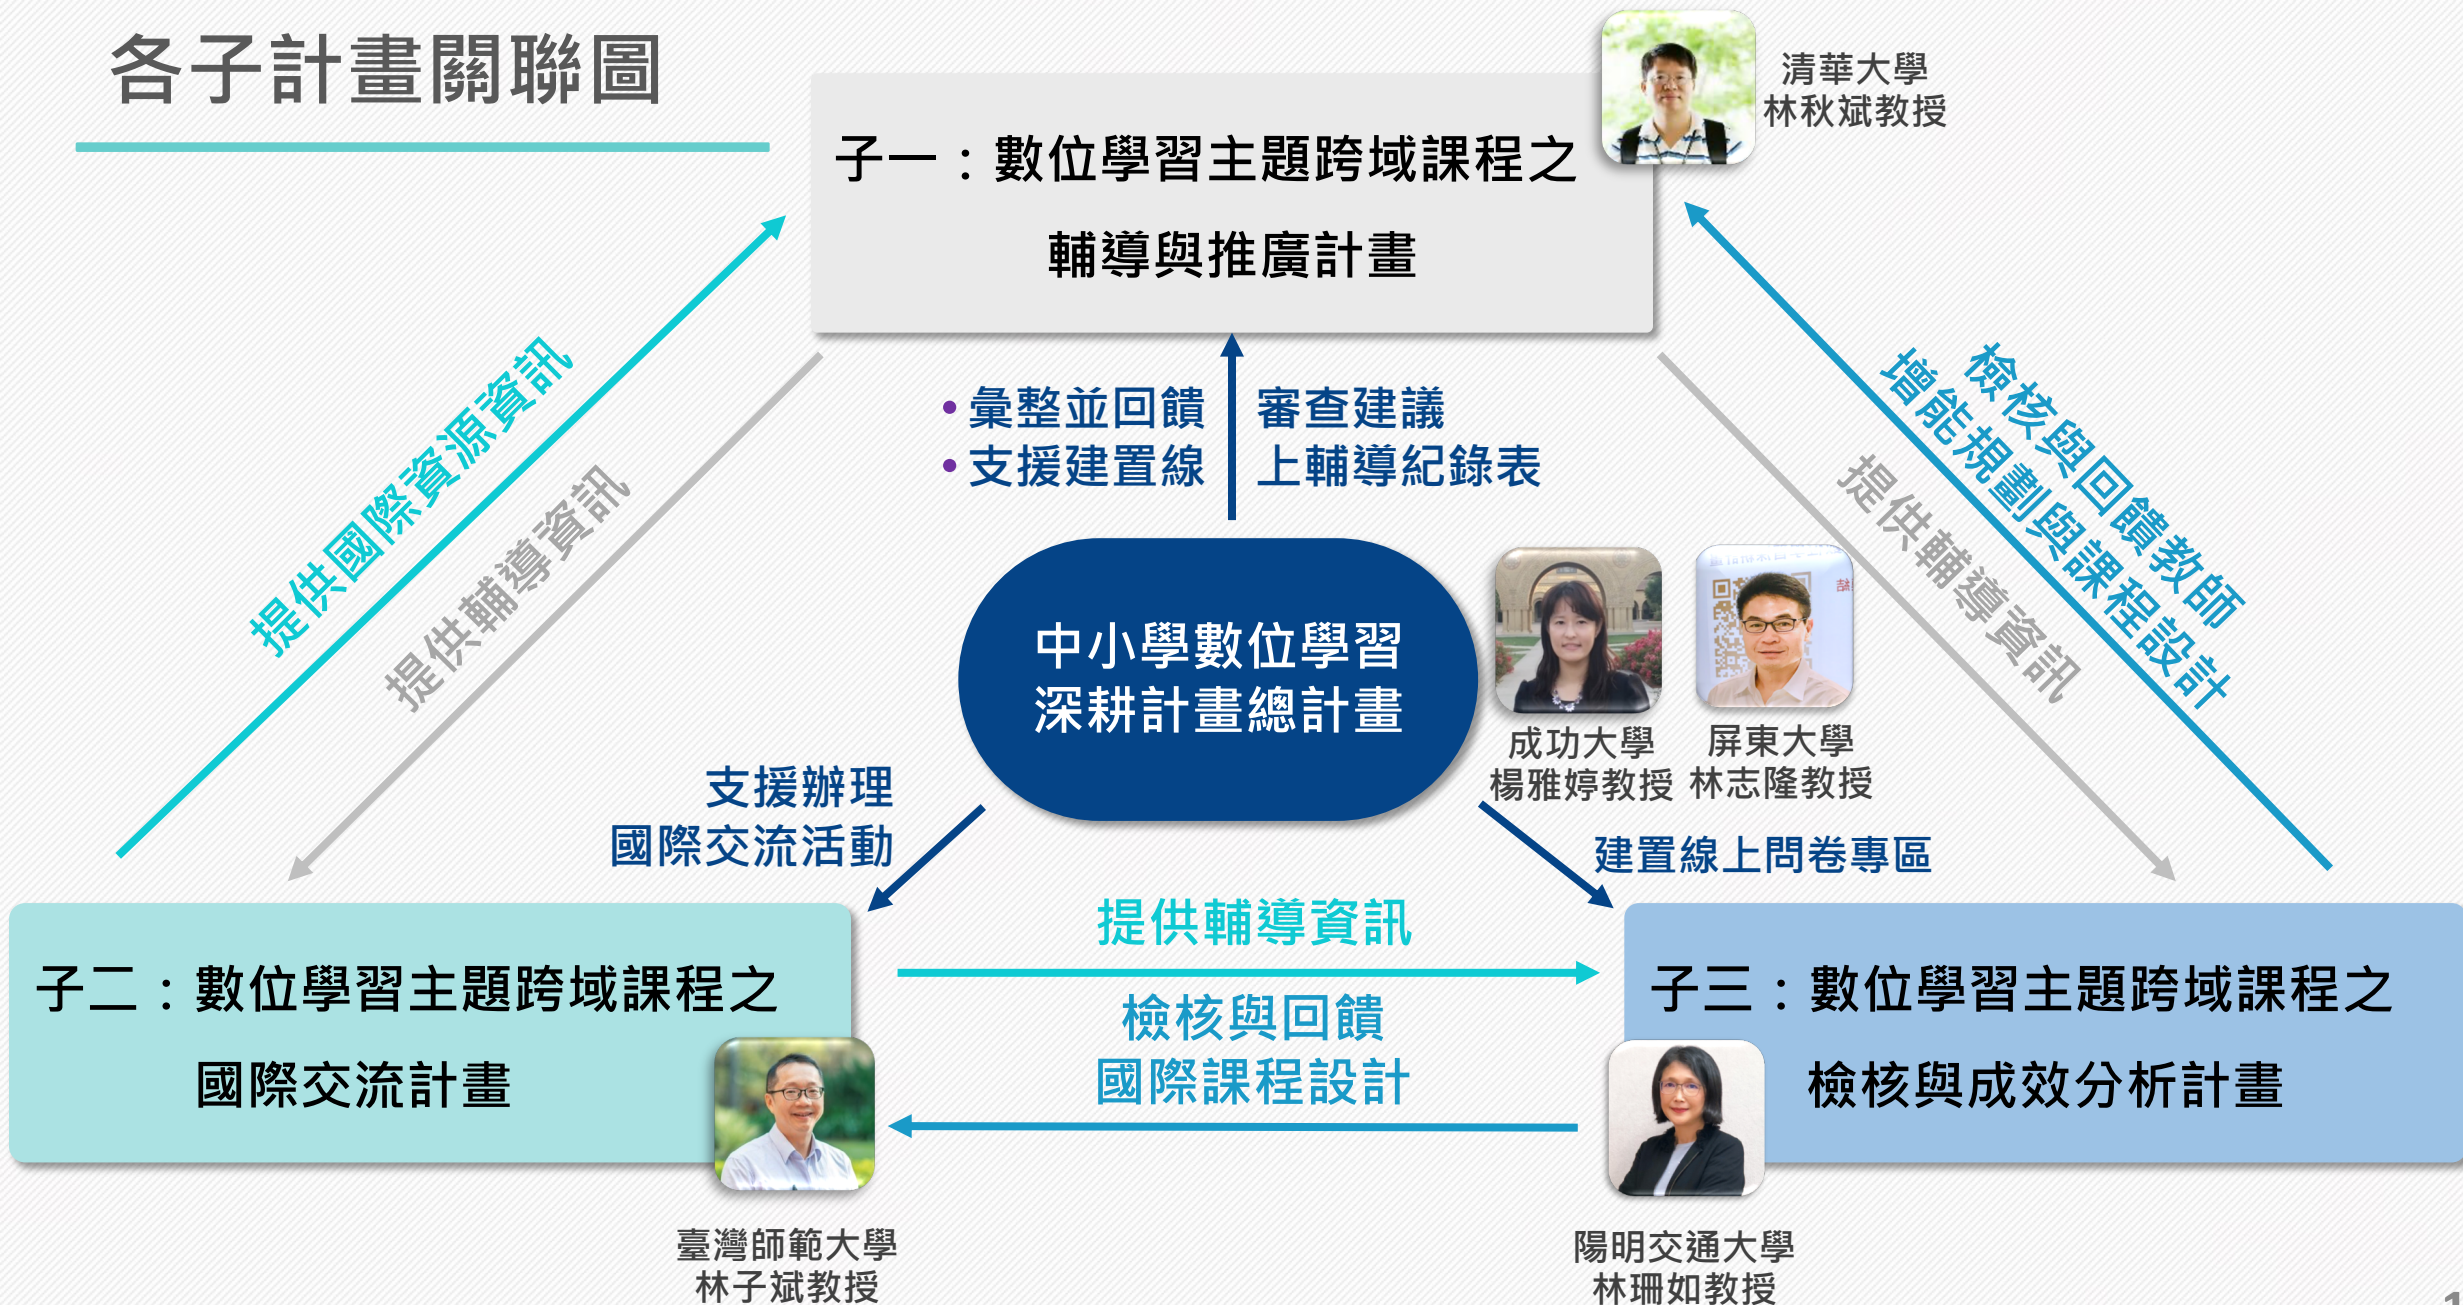 各子計畫關聯圖
清華大學
林秋斌教授
子一：數位學習主題跨域課程之
輔導與推廣計畫
提供國際資源資訊
提供輔導資訊
•彙整並回饋 審查建議
•支援建置線 上輔導紀錄表
檢核與回饋教師
增能規劃與課程設計
提供輔導資訊
中小學數位學習
深耕計畫總計畫
成功大學
楊雅婷教授
屏東大學
林志隆教授
支援辦理
國際交流活動
建置線上問卷專區
提供輔導資訊
檢核與回饋
國際課程設計
子二：數位學習主題跨域課程之
國際交流計畫
子三：數位學習主題跨域課程之
檢核與成效分析計畫
臺灣師範大學
林子斌教授
陽明交通大學
林珊如教授